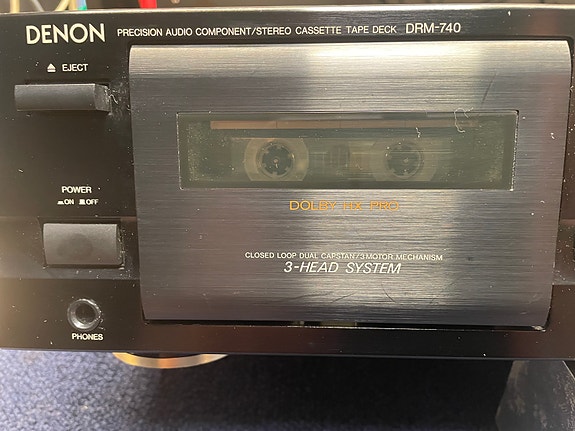 DENON PRECISION AUDIO COMPONENT/STEREO CASSETTE TAPE DECK DRM-740
EJECT
POWER
ON OFF
DOLBY HX PRO
CLOSED LOOP DUAL CAPSTAN/3 MOTOR MECHANISM
3-HEAD SYSTEM
PHONES